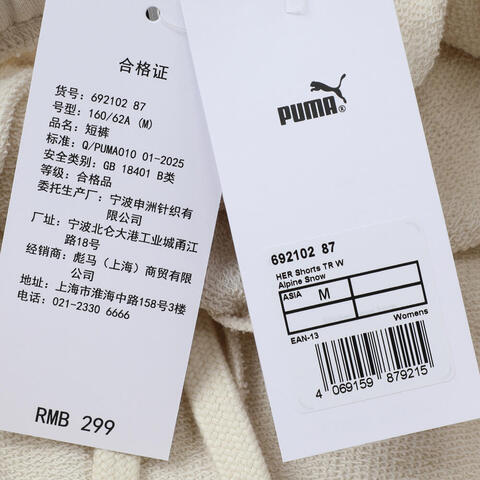 合格证
货号: 692102 87
号型: 160/62A (M)
品名: 短裤
标准: Q/PUMA010 01-2025
安全类别: GB 18401 B类
等级: 合格品
委托生产厂: 宁波申洲针织有
限公司
厂址: 宁波北仑大港工业城甬江
路18号
经销商: 彪马（上海）商贸有限
公司
地址: 上海市淮海中路158号3楼
电话: 021-2330 6666
RMB 299
PUMA®
692102 87
HER Shorts TR W
Alpine Snow
ASIA M
Womens
EAN-13
4 069159 879215